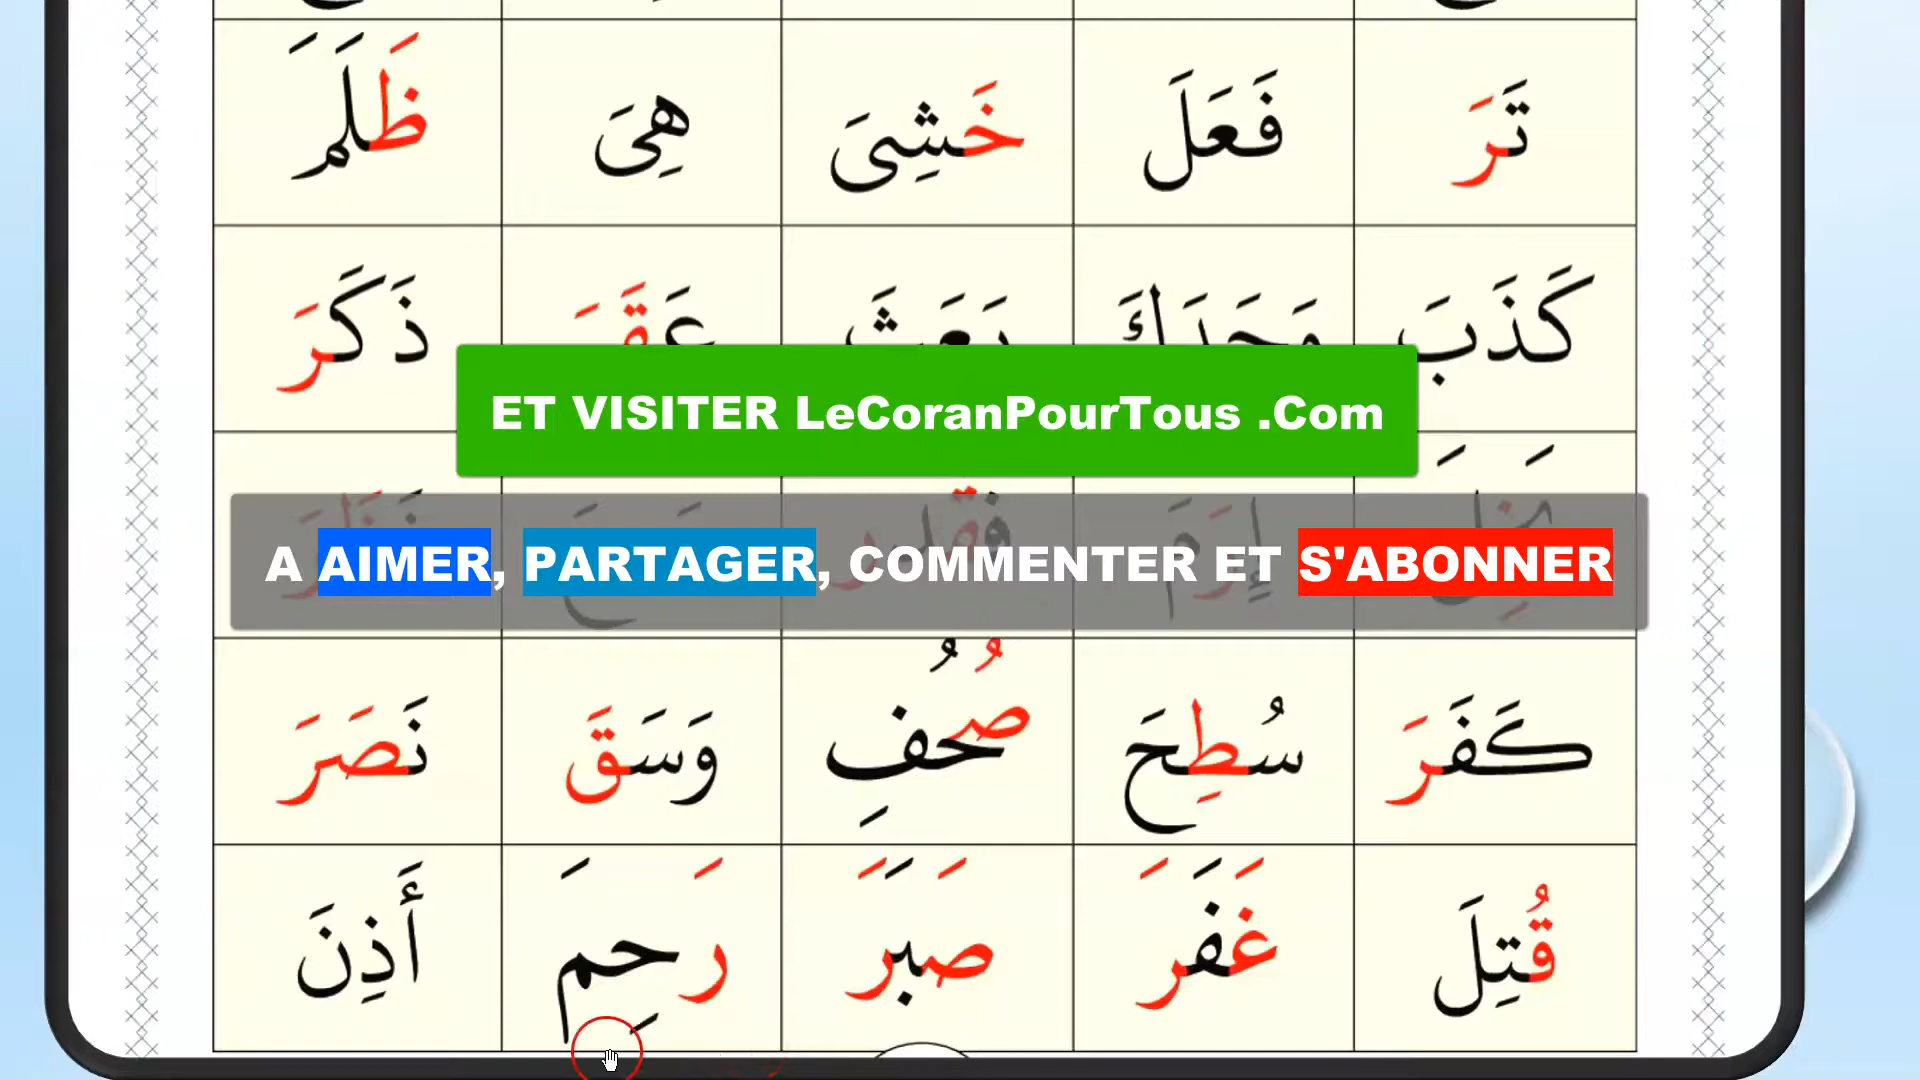 تَرَ فَعَلَ خَشِىَ هِىَ ظَلَمَ
كَذَبَ وَجَدَكَ بَعَثَ عَقَرَ ذَكَرَ
ET VISITER LeCoranPourTous .Com
A AIMER, PARTAGER, COMMENTER ET S'ABONNER
كَفَرَ سُطِحَ صُحُفِ وَسَقَ نَصَرَ
قُتِلَ غَفَرَ صَبَرَ رَحِمَ أَذِنَ